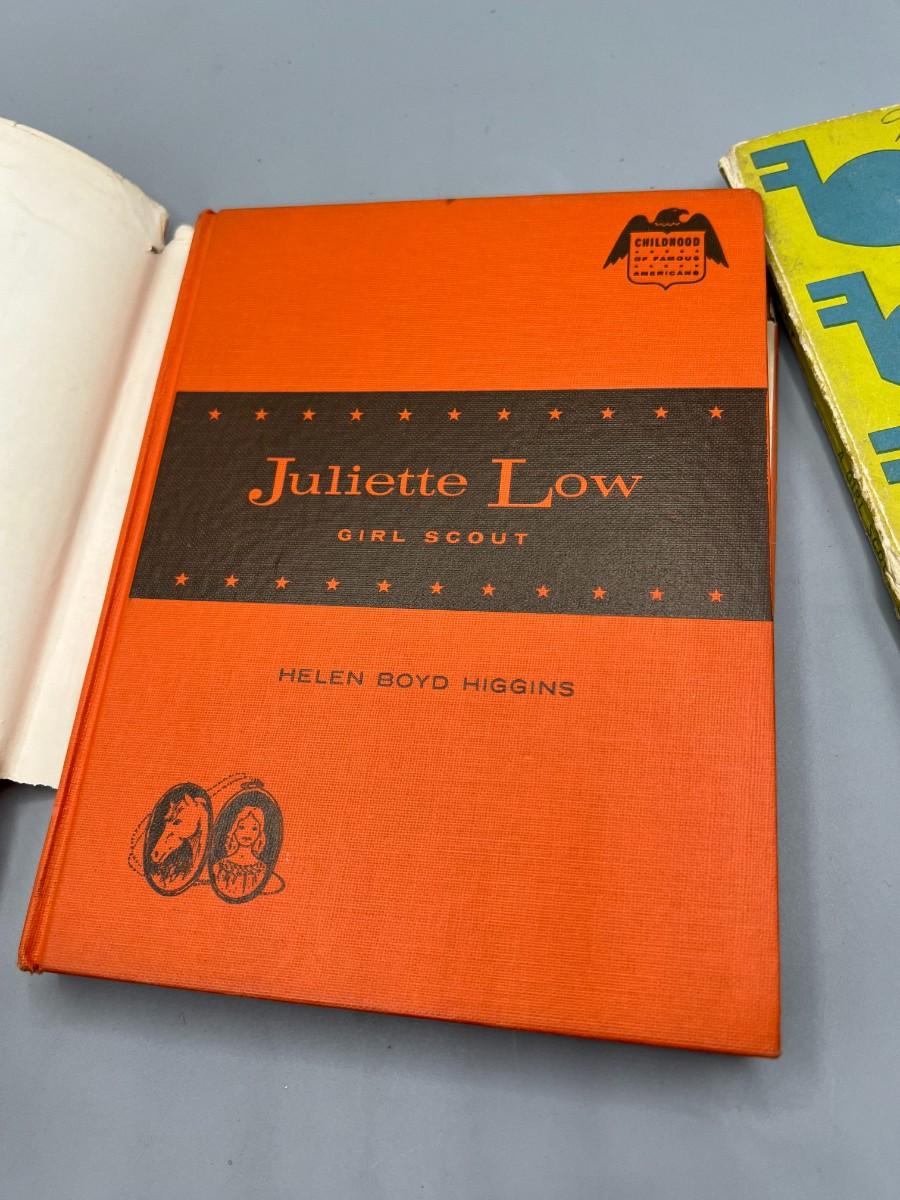 CHILDHOOD
OF FAMOUS
AMERICANS
Juliette Low
GIRL SCOUT
HELEN BOYD HIGGINS